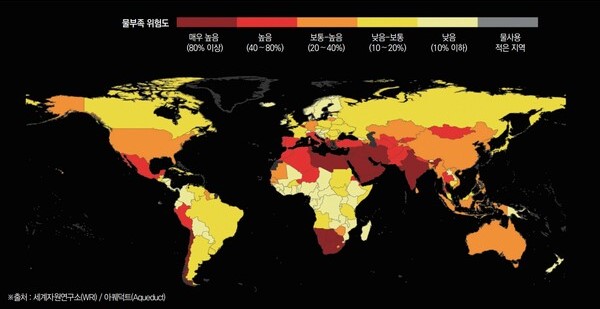 물부족 위험도
매우 높음 높음 보통-높음 낮음-보통 낮음 물사용
(80% 이상) (40~80%) (20~40%) (10~20%) (10% 이하) 적은 지역
※출처 : 세계자원연구소(WRI) / 아퀘덕트(Aqueduct)